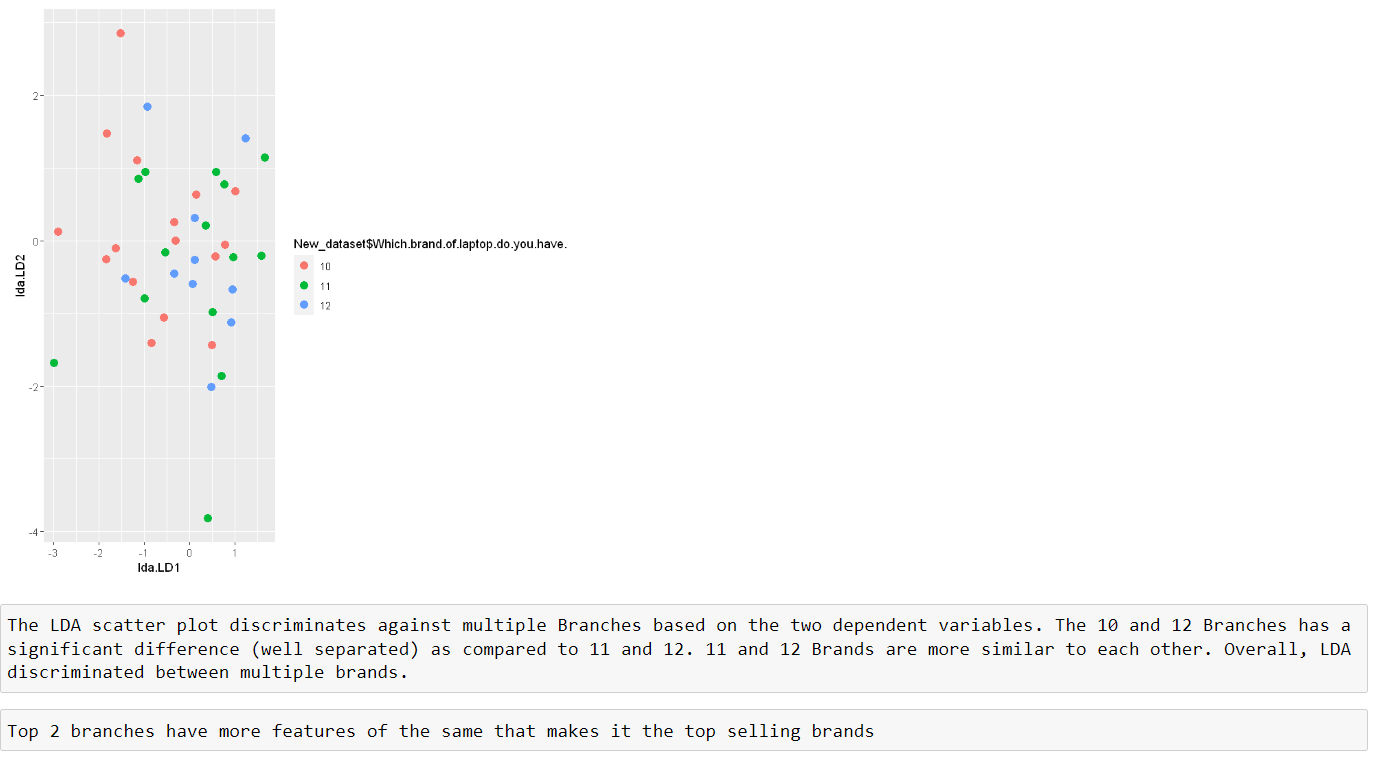 2
0
-2
-4
lda.LD2
-3 -2 -1 0 1
lda.LD1
New_dataset$Which.brand.of.laptop.do.you.have.
10
11
12
The LDA scatter plot discriminates against multiple Branches based on the two dependent variables. The 10 and 12 Branches has a
significant difference (well separated) as compared to 11 and 12. 11 and 12 Brands are more similar to each other. Overall, LDA
discriminated between multiple brands.
Top 2 branches have more features of the same that makes it the top selling brands